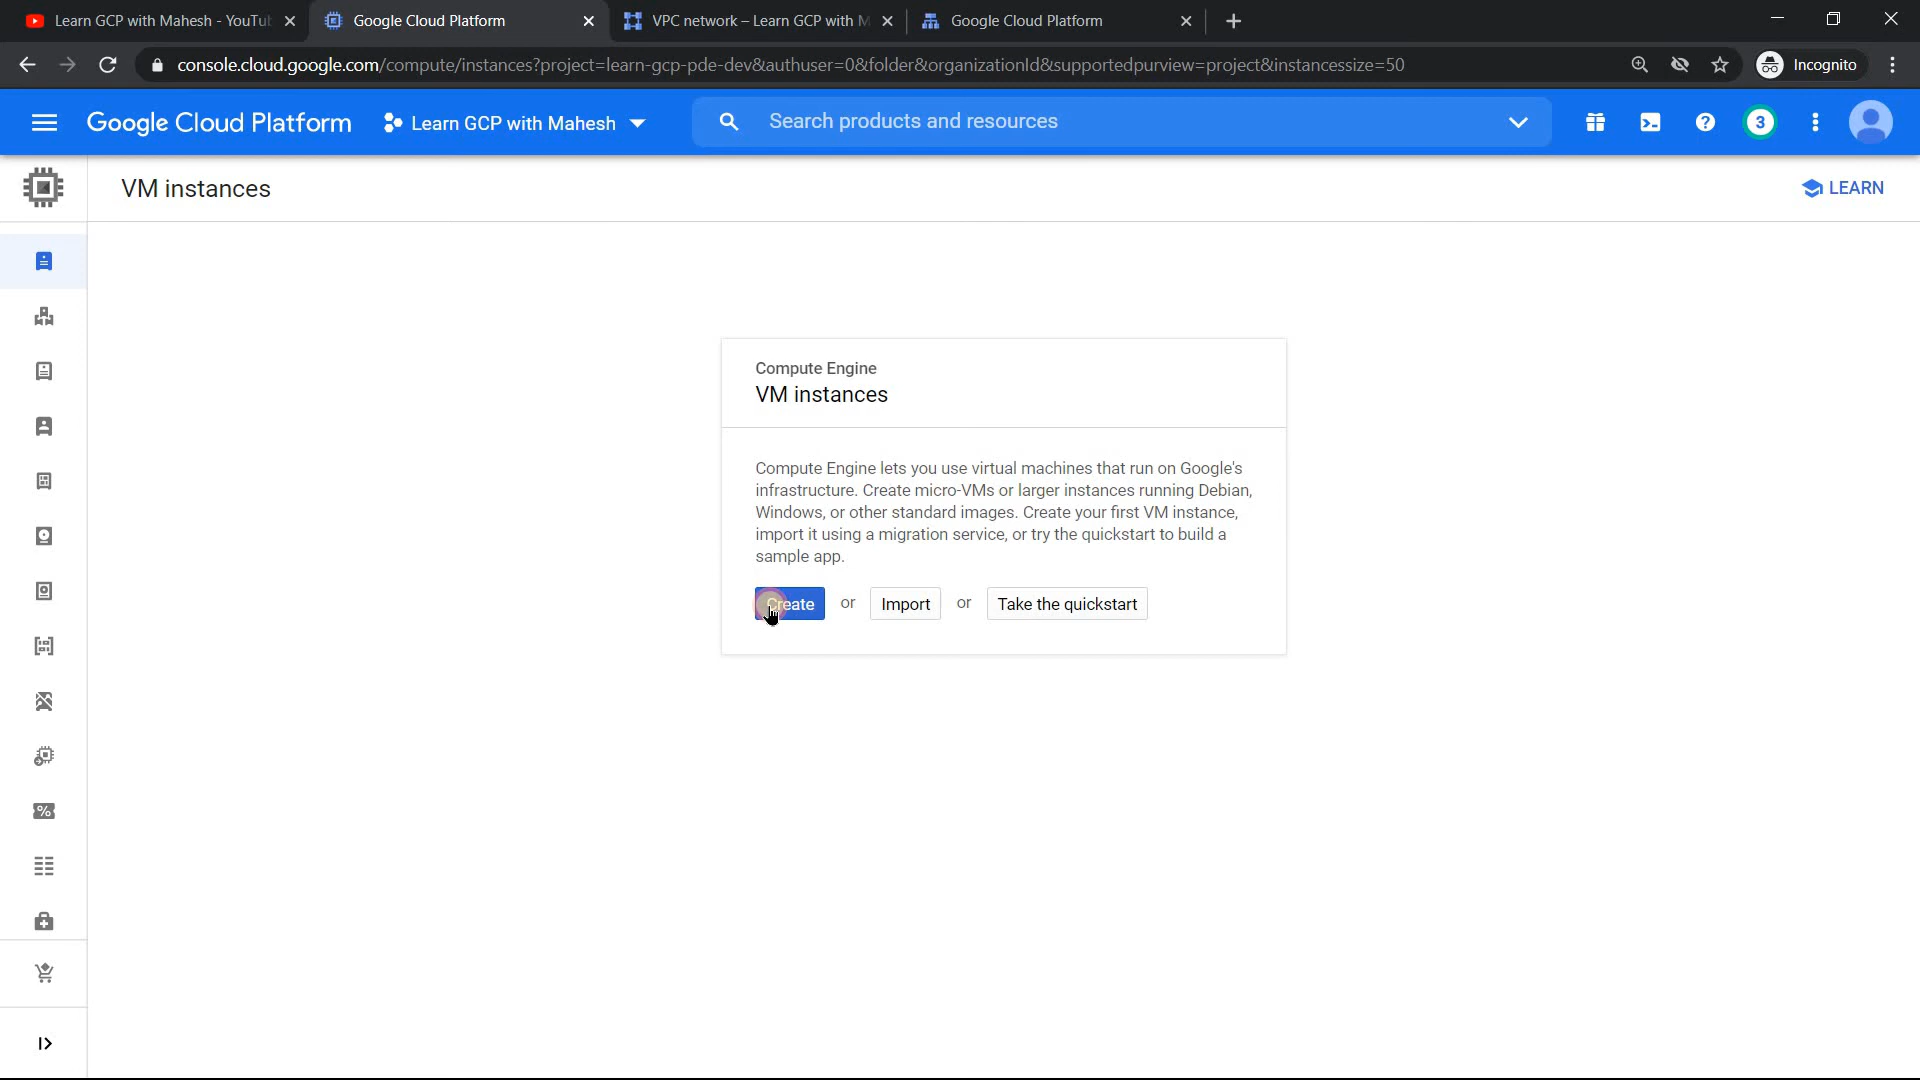 Learn GCP with Mahesh - YouTu
Google Cloud Platform
VPC network – Learn GCP with M
Google Cloud Platform
console.cloud.google.com/compute/instances?project=learn-gcp-pde-dev&authuser=0&folder&organizationId&supportedpurview=project&instancessize=50
Incognito
Google Cloud Platform
Learn GCP with Mahesh
Search products and resources
3
VM instances
LEARN
Compute Engine
VM instances
Compute Engine lets you use virtual machines that run on Google's
infrastructure. Create micro-VMs or larger instances running Debian,
Windows, or other standard images. Create your first VM instance,
import it using a migration service, or try the quickstart to build a
sample app.
Create or Import or Take the quickstart